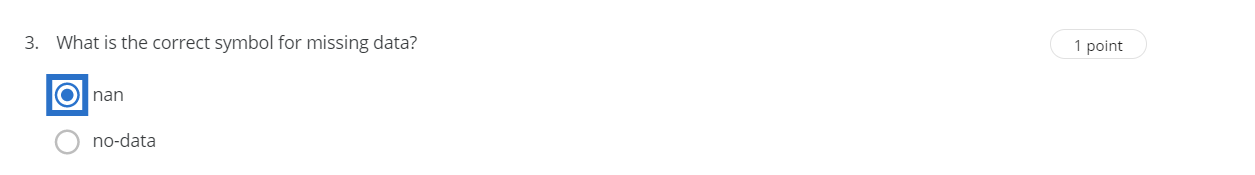 3. What is the correct symbol for missing data?
1 point
nan
no-data